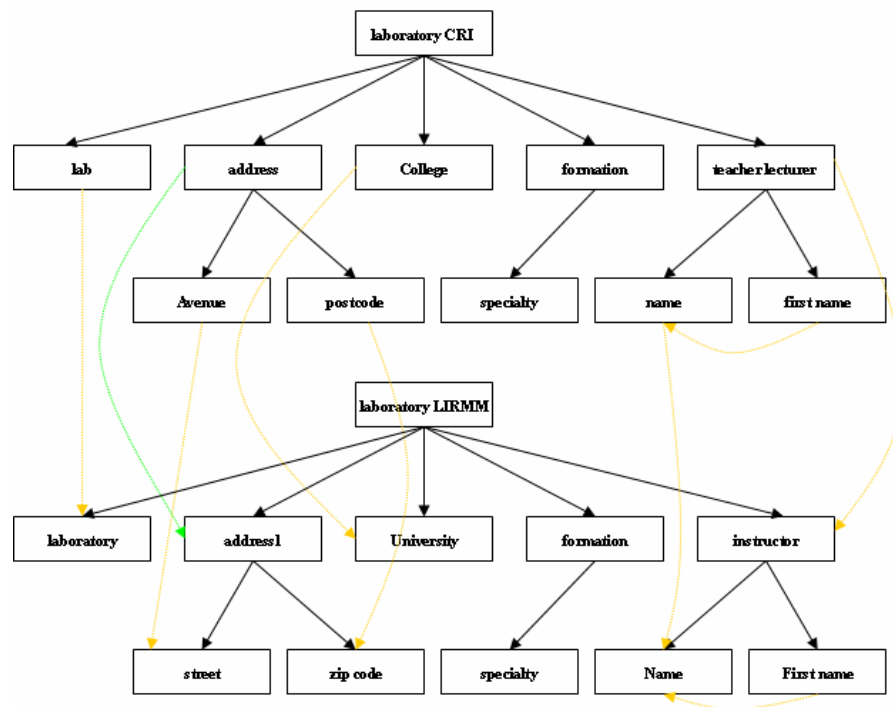 laboratory CRI
lab
address
College
formation
teacher lecturer
Avenue
postcode
specialty
name
first name
laboratory LIRMM
laboratory
address1
University
formation
instructor
street
zip code
specialty
Name
First name